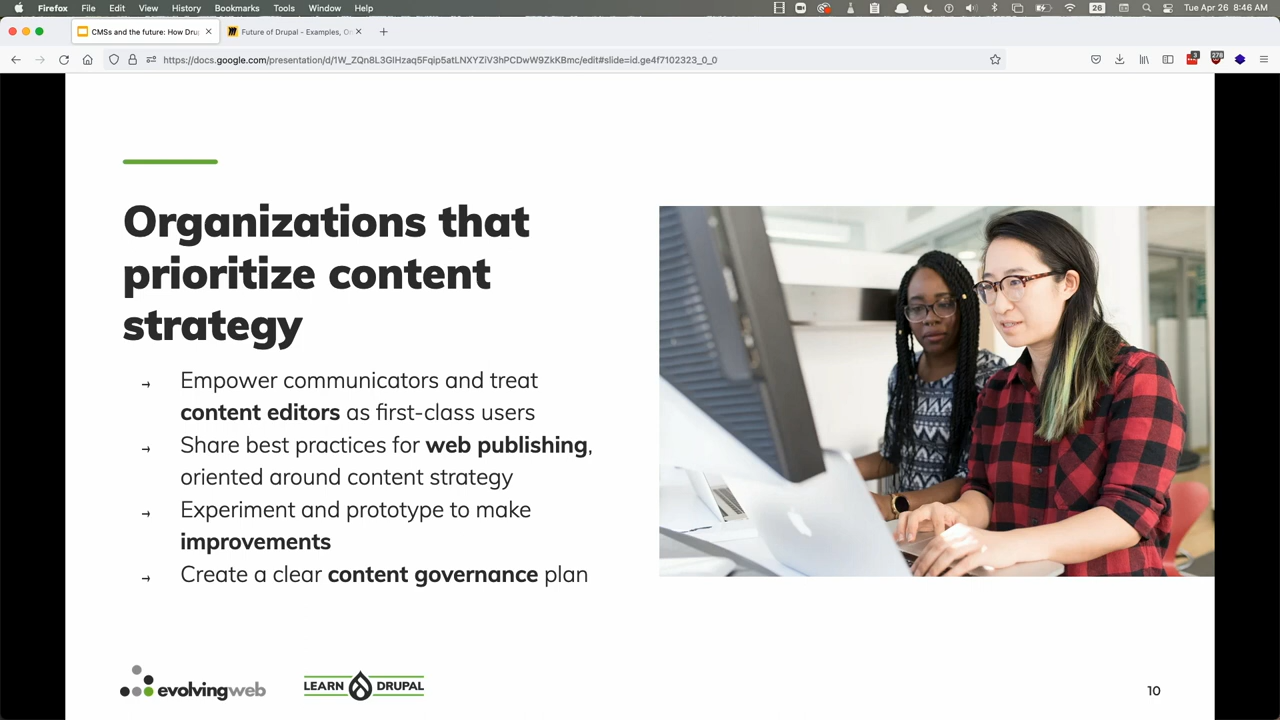 Firefox File Edit View History Bookmarks Tools Window Help 26 Tue Apr 26 8:46 AM
CMSs and the future: How Dru
Future of Drupal - Examples, O
https://docs.google.com/presentation/d/1W_ZQn8L3GIHzaq5Fqip5atLNXYZiV3hPCDwW9ZkKBmc/edit#slide=id.ge4f7102323_0_0
3
278
Organizations that
prioritize content
strategy
→ Empower communicators and treat
content editors as first-class users
→ Share best practices for web publishing,
oriented around content strategy
→ Experiment and prototype to make
improvements
→ Create a clear content governance plan
evolvingweb
LEARN DRUPAL
10